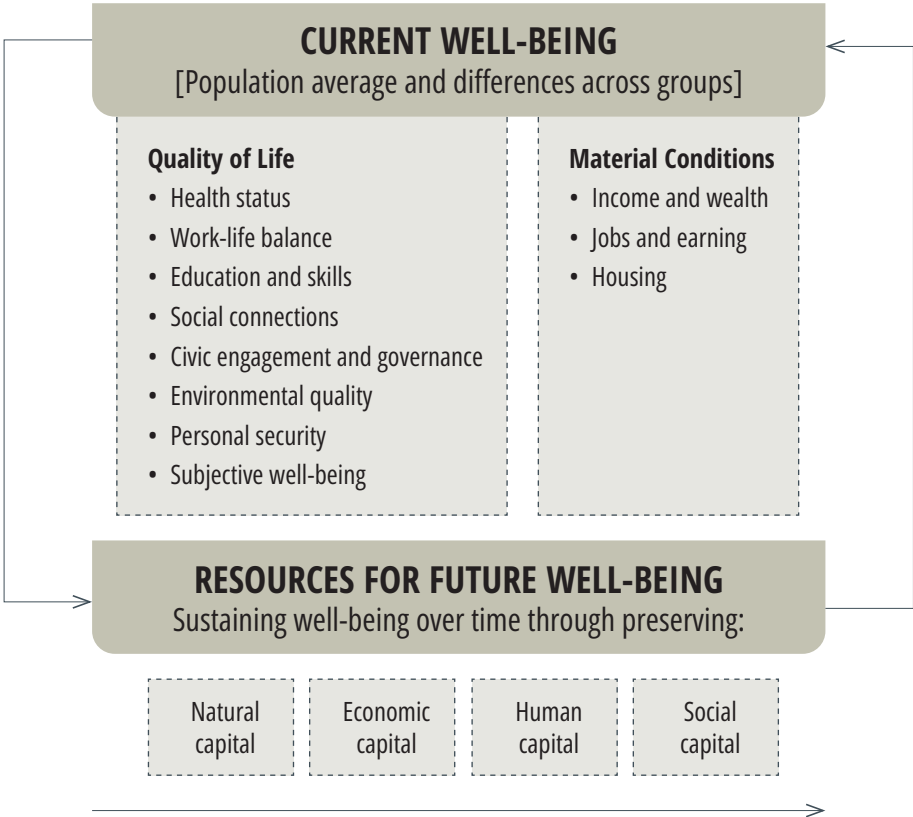 CURRENT WELL-BEING
[Population average and differences across groups]
Quality of Life
• Health status
• Work-life balance
• Education and skills
• Social connections
• Civic engagement and governance
• Environmental quality
• Personal security
• Subjective well-being
Material Conditions
• Income and wealth
• Jobs and earning
• Housing
RESOURCES FOR FUTURE WELL-BEING
Sustaining well-being over time through preserving:
Natural
capital
Economic
capital
Human
capital
Social
capital